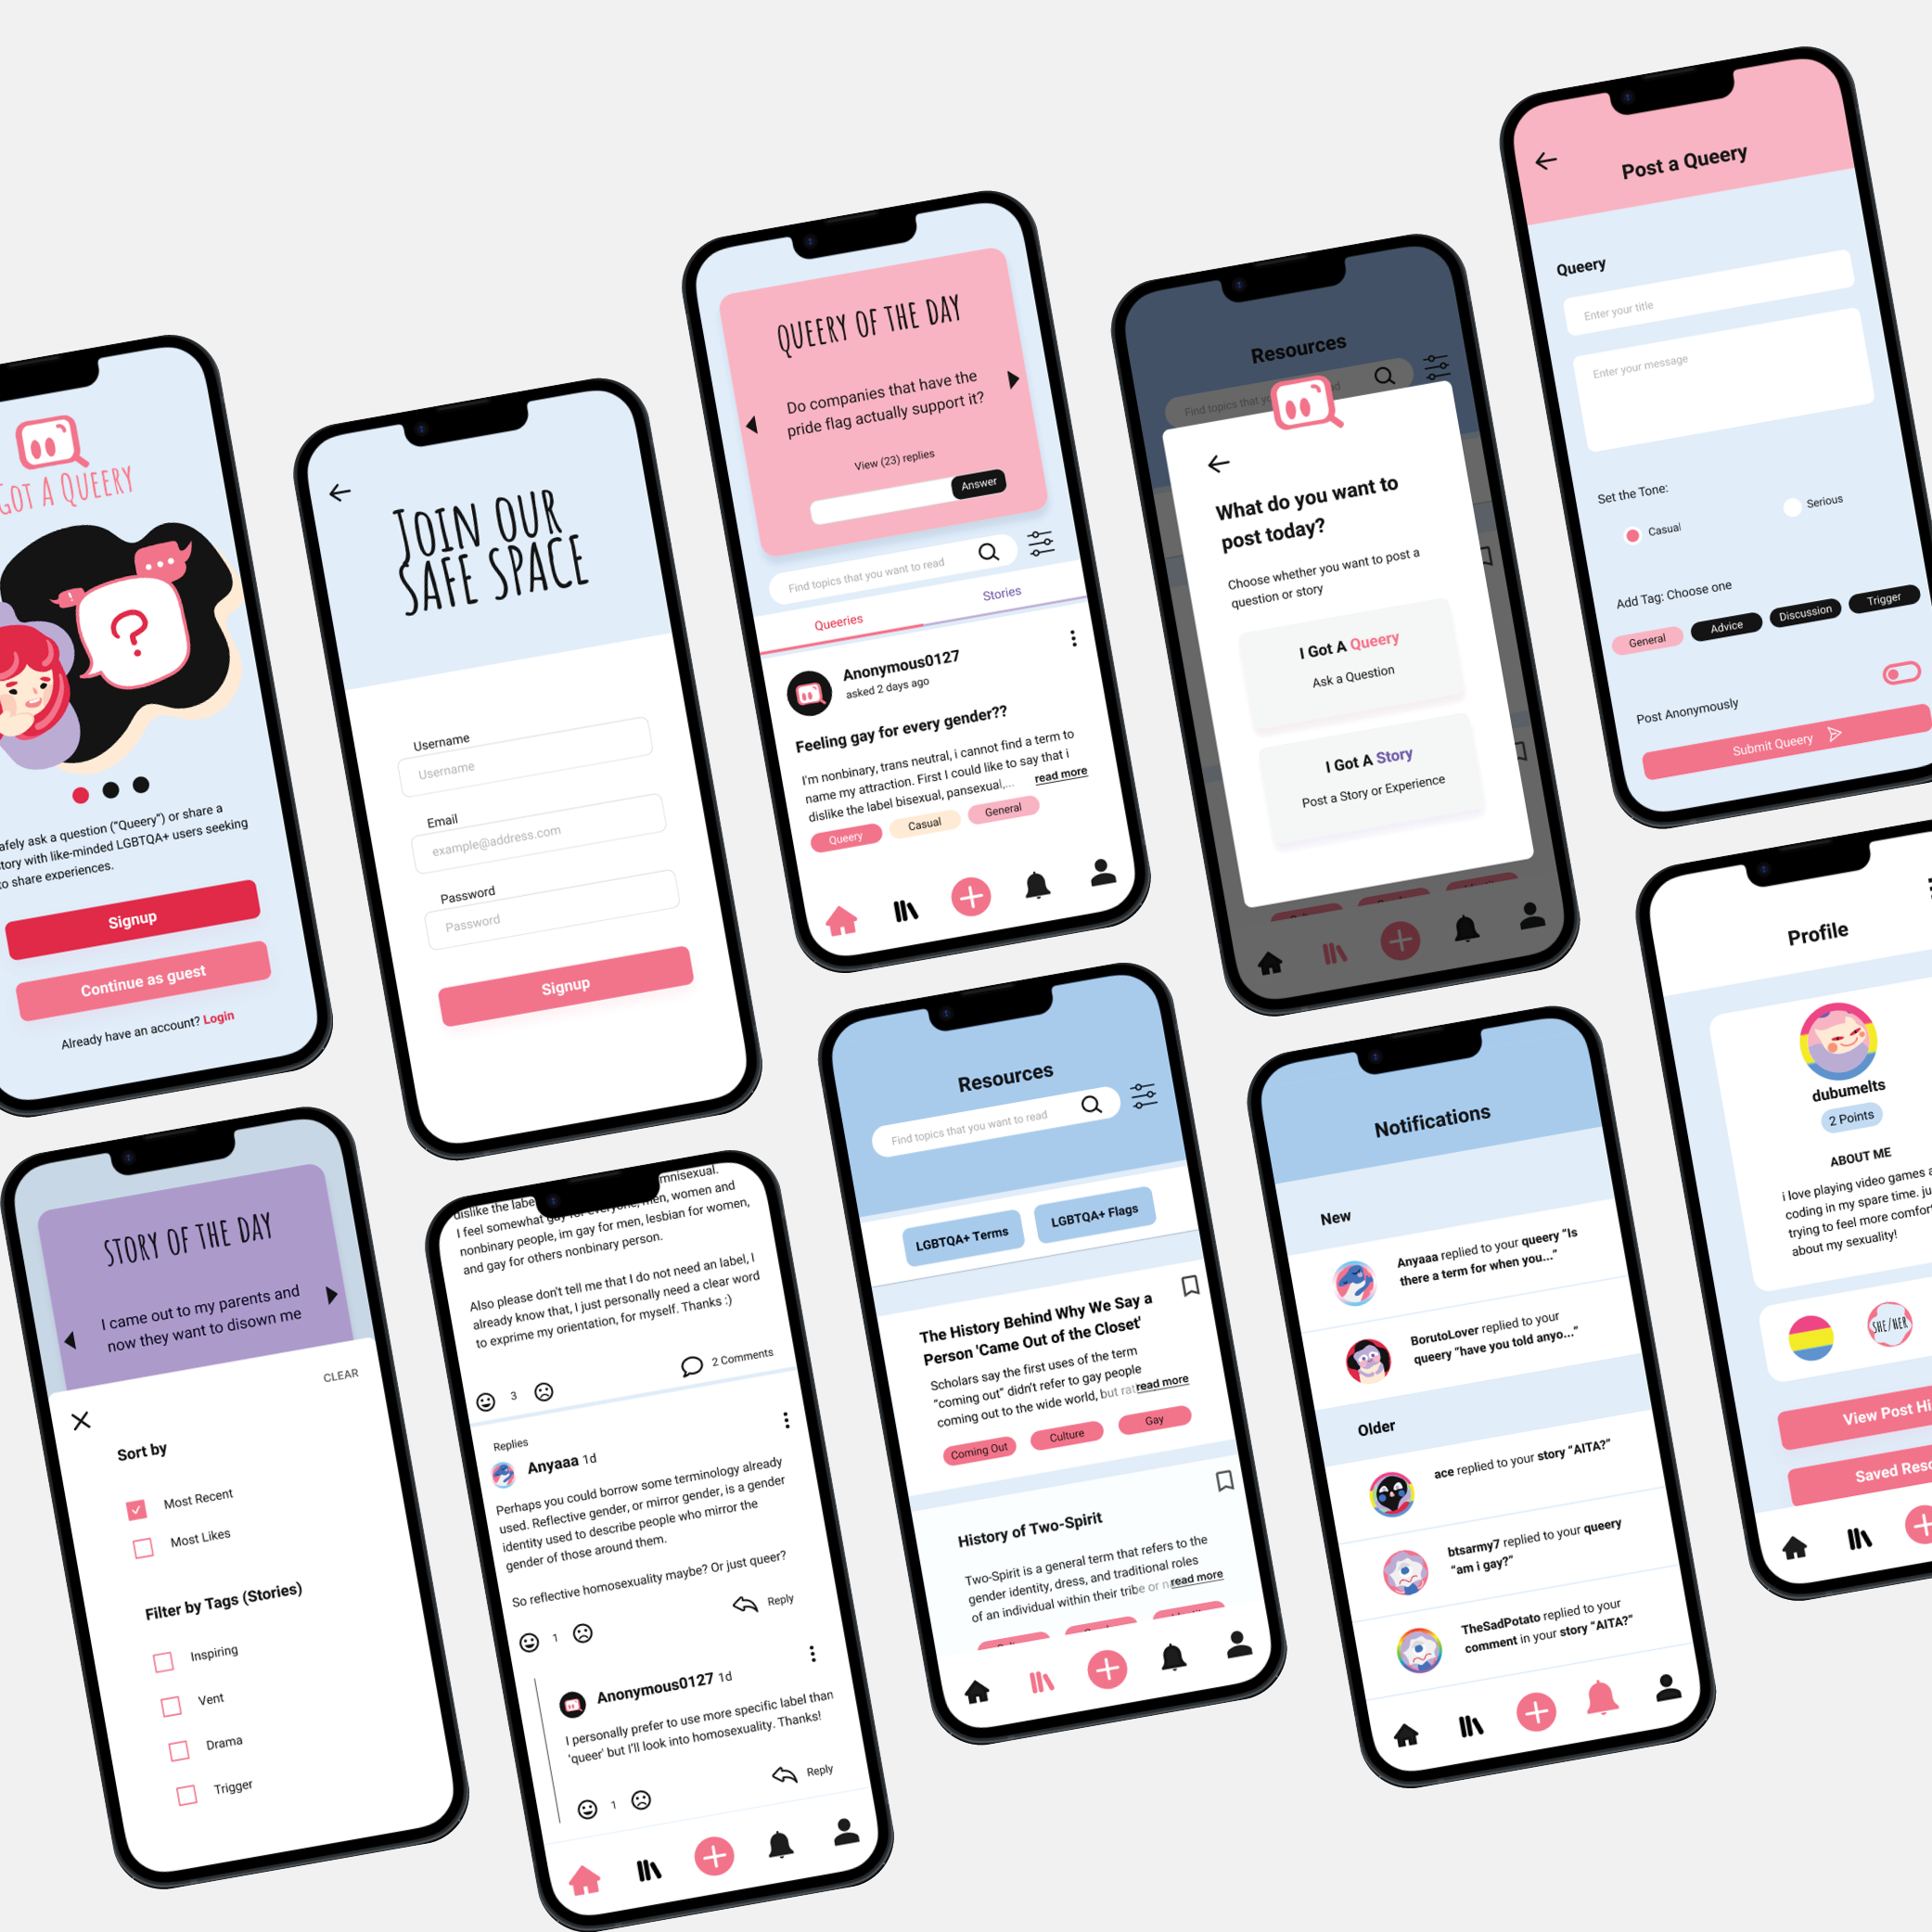 GOT A QUEERY
afely ask a question ("Queery") or share a
tory with like-minded LGBTQA+ users seeking
to share experiences.
Signup
Continue as guest
Already have an account? Login
JOIN OUR
SAFE SPACE
Username
Username
Email
example@address.com
Password
Password
Signup
QUEERY OF THE DAY
Do companies that have the
pride flag actually support it?
View (23) replies
Answer
Find topics that you want to read
Queeries
Stories
Anonymous0127
asked 2 days ago
Feeling gay for every gender??
I'm nonbinary, trans neutral, i cannot find a term to
name my attraction. First I could like to say that i
dislike the label bisexual, pansexual,... read more
Queery
Casual
General
Resources
Find topics that yo
d
What do you want to
post today?
Choose whether you want to post a
question or story
I Got A Queery
Ask a Question
I Got A Story
Post a Story or Experience
Post a Queery
Queery
Enter your title
Enter your message
Set the Tone:
Casual
Serious
Add Tag: Choose one
General
Advice
Discussion
Trigger
Post Anonymously
Submit Queery
STORY OF THE DAY
I came out to my parents and
now they want to disown me
CLEAR
Sort by
Most Recent
Most Likes
Filter by Tags (Stories)
Inspiring
Vent
Drama
Trigger
dislike the labe mnisexual.
I feel somewhat gay for everyone, men, women and
nonbinary people, im gay for men, lesbian for women,
and gay for others nonbinary person.
Also please don't tell me that I do not need an label, I
already know that, I just personally need a clear word
to exprime my orientation, for myself. Thanks :)
3
2 Comments
Replies
Anyaaa 1d
Perhaps you could borrow some terminology already
used. Reflective gender, or mirror gender, is a gender
identity used to describe people who mirror the
gender of those around them.
So reflective homosexuality maybe? Or just queer?
1
Reply
Anonymous0127 1d
I personally prefer to use more specific label than
'queer' but I'll look into homosexuality. Thanks!
1
Reply
Resources
Find topics that you want to read
LGBTQA+ Terms
LGBTQA+ Flags
The History Behind Why We Say a
Person 'Came Out of the Closet'
Scholars say the first uses of the term
"coming out" didn't refer to gay people
coming out to the wide world, but rat read more
Coming Out
Culture
Gay
History of Two-Spirit
Two-Spirit is a general term that refers to the
gender identity, dress, and traditional roles
of an individual within their tribe or n read more
Notifications
New
Anyaaa replied to your queery "Is
there a term for when you..."
BorutoLover replied to your
queery "have you told anyo..."
Older
ace replied to your story "AITA?"
btsarmy7 replied to your queery
"am i gay?"
TheSadPotato replied to your
comment in your story "AITA?"
Profile
dubumelts
2 Points
ABOUT ME
i love playing video games a
coding in my spare time. ju
trying to feel more comfor
about my sexuality!
SHE/HER
View Post Hi
Saved Reso